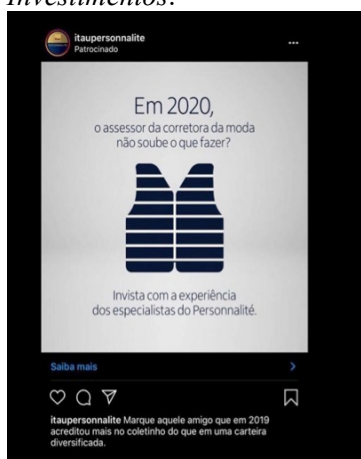 Investimentos.
itaupersonnalite
Patrocinado
Em 2020,
o assessor da corretora da moda
não soube o que fazer?
Invista com a experiência
dos especialistas do Personnalité.
Saiba mais
itaupersonnalite Marque aquele amigo que em 2019
acreditou mais no coletinho do que em uma carteira
diversificada.